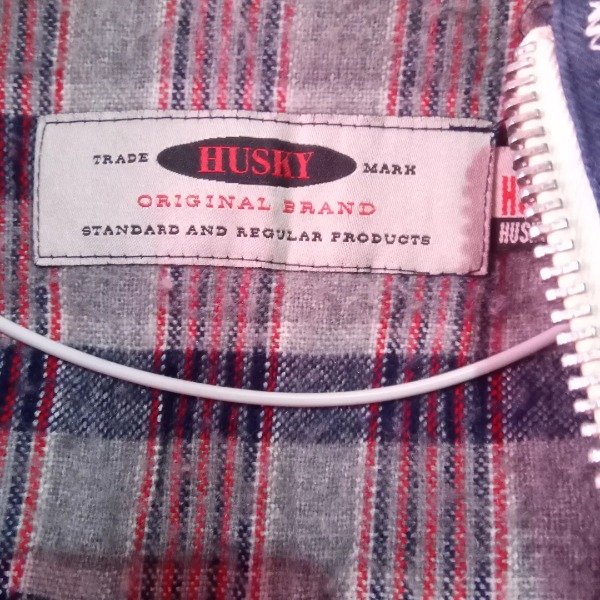 TRADE HUSKY MARK
ORIGINAL BRAND
STANDARD AND REGULAR PRODUCTS